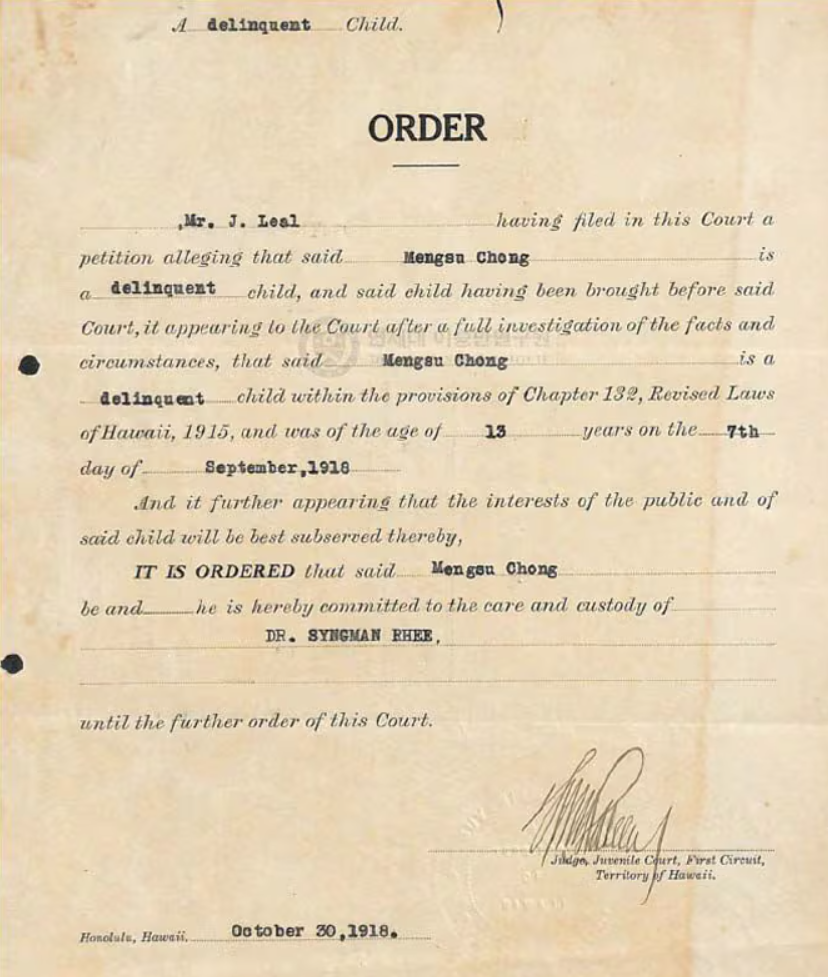 A delinquent Child.
ORDER
,Mr. J. Leal having filed in this Court a
petition alleging that said Mengsu Chong is
a delinquent child, and said child having been brought before said
Court, it appearing to the Court after a full investigation of the facts and
circumstances, that said Mengsu Chong is a
delinquent child within the provisions of Chapter 132, Revised Laws
of Hawaii, 1915, and was of the age of 13 years on the 7th
day of September,1918
And it further appearing that the interests of the public and of
said child will be best subserved thereby,
IT IS ORDERED that said Mengsu Chong
be and he is hereby committed to the care and custody of
DR. SYNGMAN RHEE,
until the further order of this Court.
Judge, Juvenile Court, First Circuit,
Territory of Hawaii.
Honolulu, Hawaii. October 30,1918.